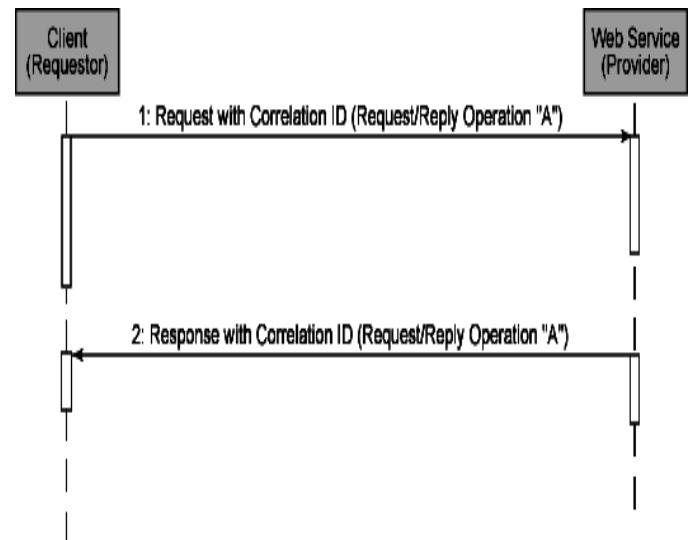 Client
(Requestor)
Web Service
(Provider)
1: Request with Correlation ID (Request/Reply Operation "A")
2: Response with Correlation ID (Request/Reply Operation "A")